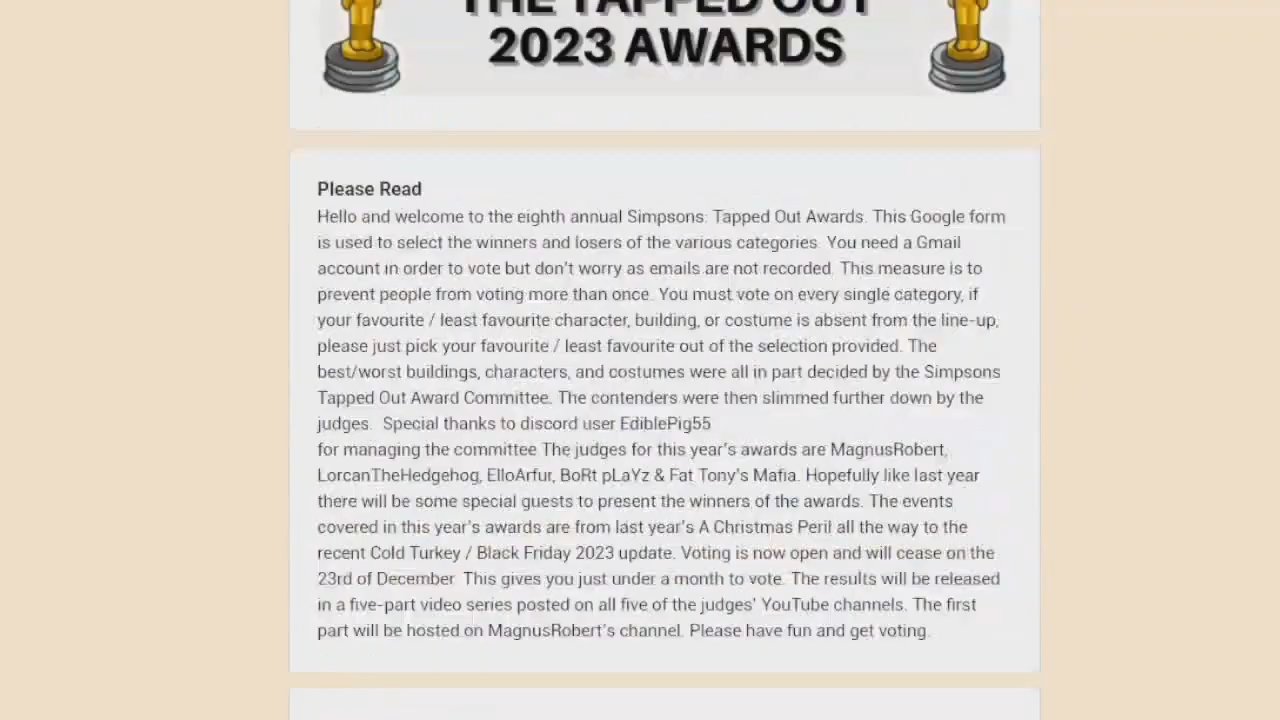 THE TAPPED OUT
2023 AWARDS
Please Read
Hello and welcome to the eighth annual Simpsons: Tapped Out Awards. This Google form
is used to select the winners and losers of the various categories. You need a Gmail
account in order to vote but don't worry as emails are not recorded. This measure is to
prevent people from voting more than once. You must vote on every single category, if
your favourite / least favourite character, building, or costume is absent from the line-up,
please just pick your favourite / least favourite out of the selection provided. The
best/worst buildings, characters, and costumes were all in part decided by the Simpsons
Tapped Out Award Committee. The contenders were then slimmed further down by the
judges.  Special thanks to discord user EdiblePig55
for managing the committee The judges for this year's awards are MagnusRobert,
LorcanTheHedgehog, ElloArfur, BoRt pLaYz & Fat Tony's Mafia. Hopefully like last year
there will be some special guests to present the winners of the awards. The events
covered in this year's awards are from last year's A Christmas Peril all the way to the
recent Cold Turkey / Black Friday 2023 update. Voting is now open and will cease on the
23rd of December. This gives you just under a month to vote. The results will be released
in a five-part video series posted on all five of the judges' YouTube channels. The first
part will be hosted on MagnusRobert's channel. Please have fun and get voting.